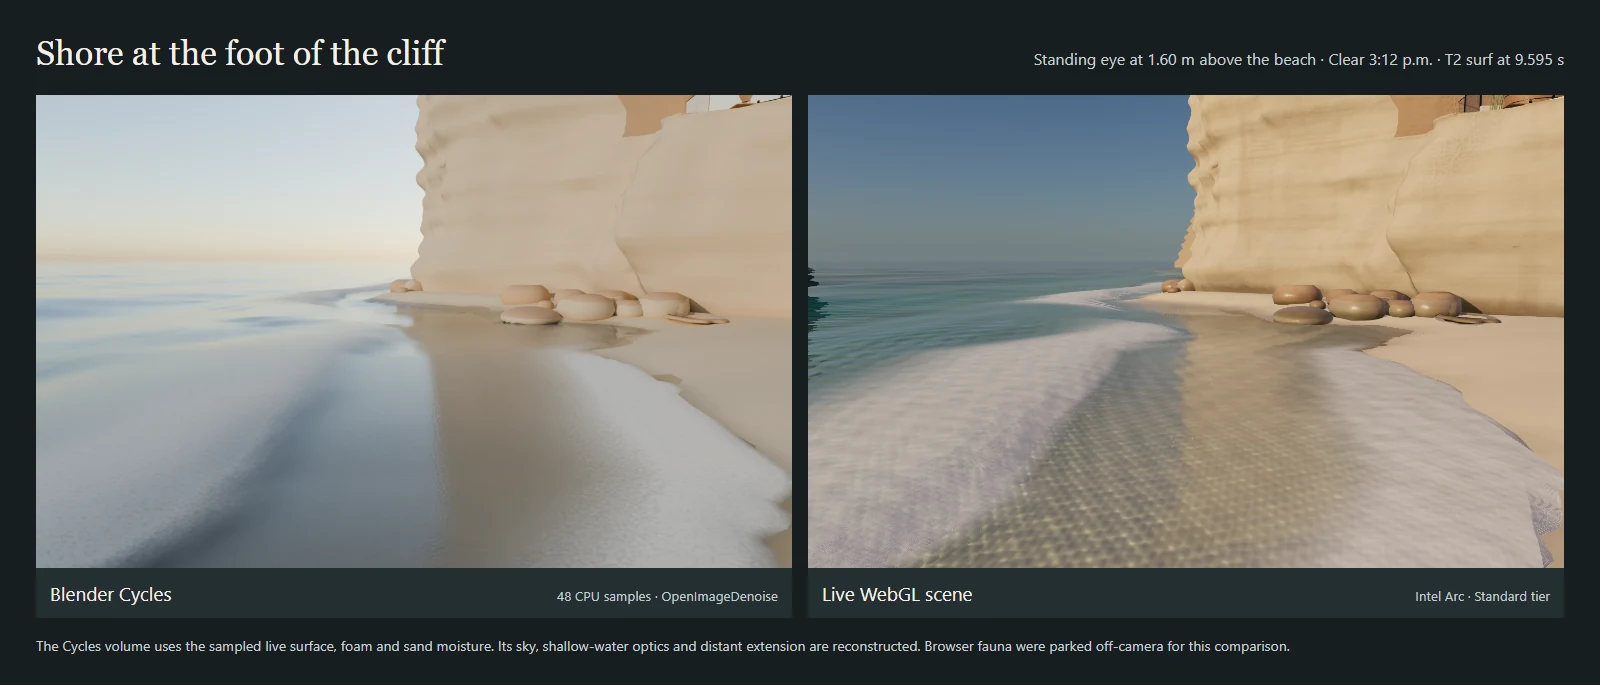 Shore at the foot of the cliff
Standing eye at 1.60 m above the beach · Clear 3:12 p.m. · T2 surf at 9.595 s
Blender Cycles
48 CPU samples · OpenImageDenoise
Live WebGL scene
Intel Arc · Standard tier
The Cycles volume uses the sampled live surface, foam and sand moisture. Its sky, shallow-water optics and distant extension are reconstructed. Browser fauna were parked off-camera for this comparison.